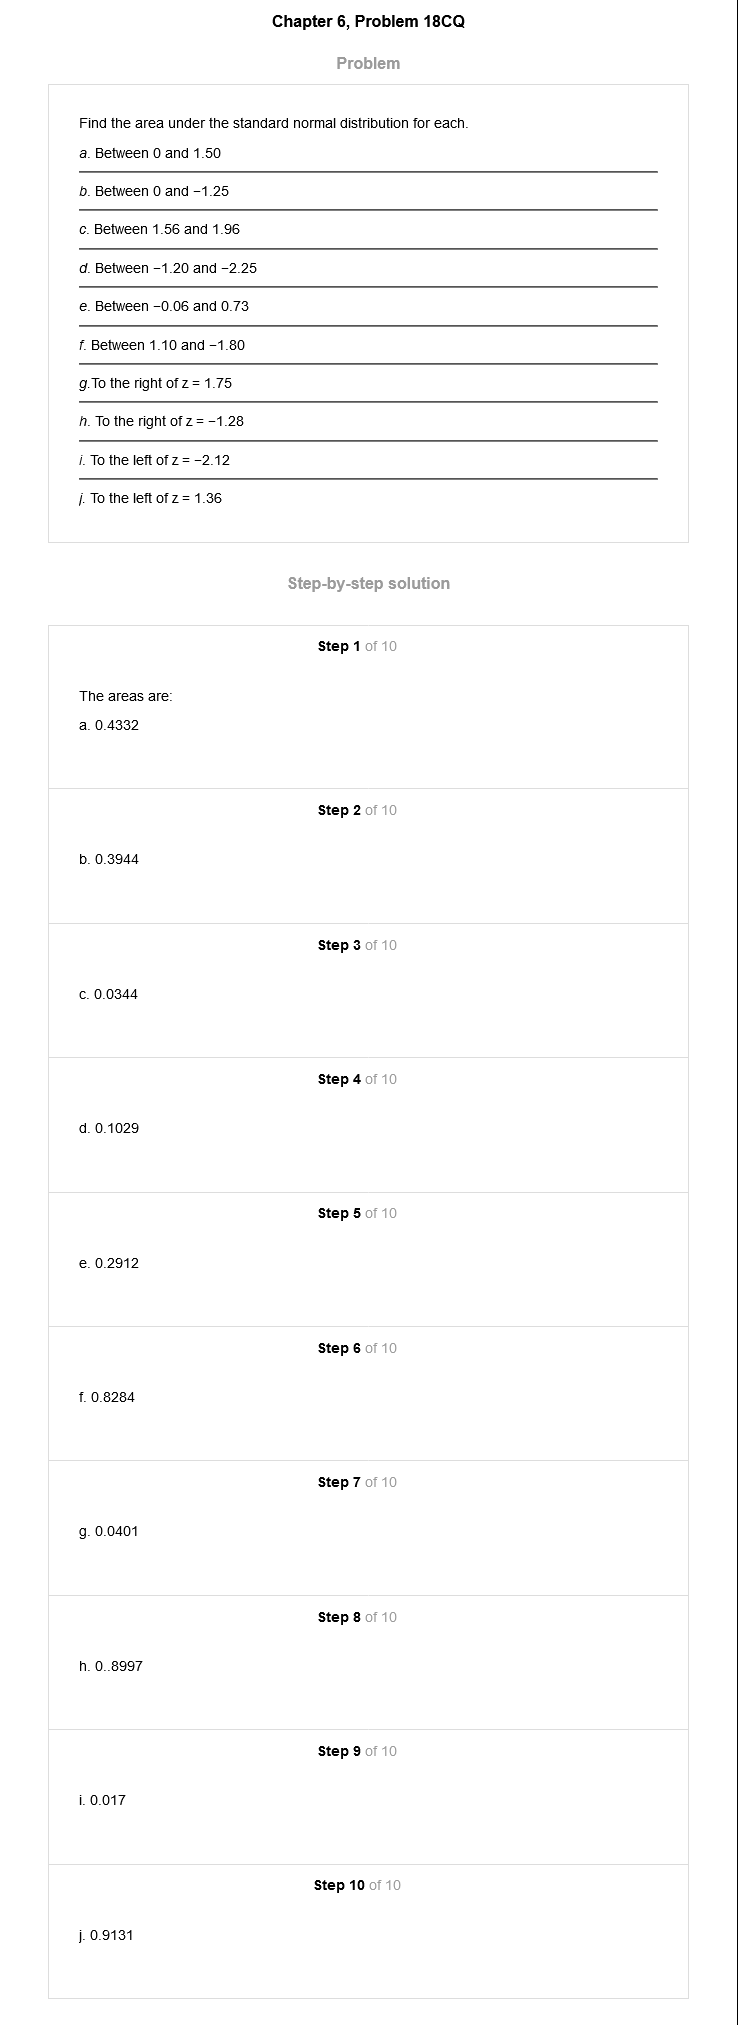 Chapter 6, Problem 18CQ
Problem
Find the area under the standard normal distribution for each.
a. Between 0 and 1.50
b. Between 0 and −1.25
c. Between 1.56 and 1.96
d. Between −1.20 and −2.25
e. Between −0.06 and 0.73
f. Between 1.10 and −1.80
g.To the right of z = 1.75
h. To the right of z = −1.28
i. To the left of z = −2.12
j. To the left of z = 1.36
Step-by-step solution
Step 1 of 10
The areas are:
a. 0.4332
Step 2 of 10
b. 0.3944
Step 3 of 10
c. 0.0344
Step 4 of 10
d. 0.1029
Step 5 of 10
e. 0.2912
Step 6 of 10
f. 0.8284
Step 7 of 10
g. 0.0401
Step 8 of 10
h. 0..8997
Step 9 of 10
i. 0.017
Step 10 of 10
j. 0.9131